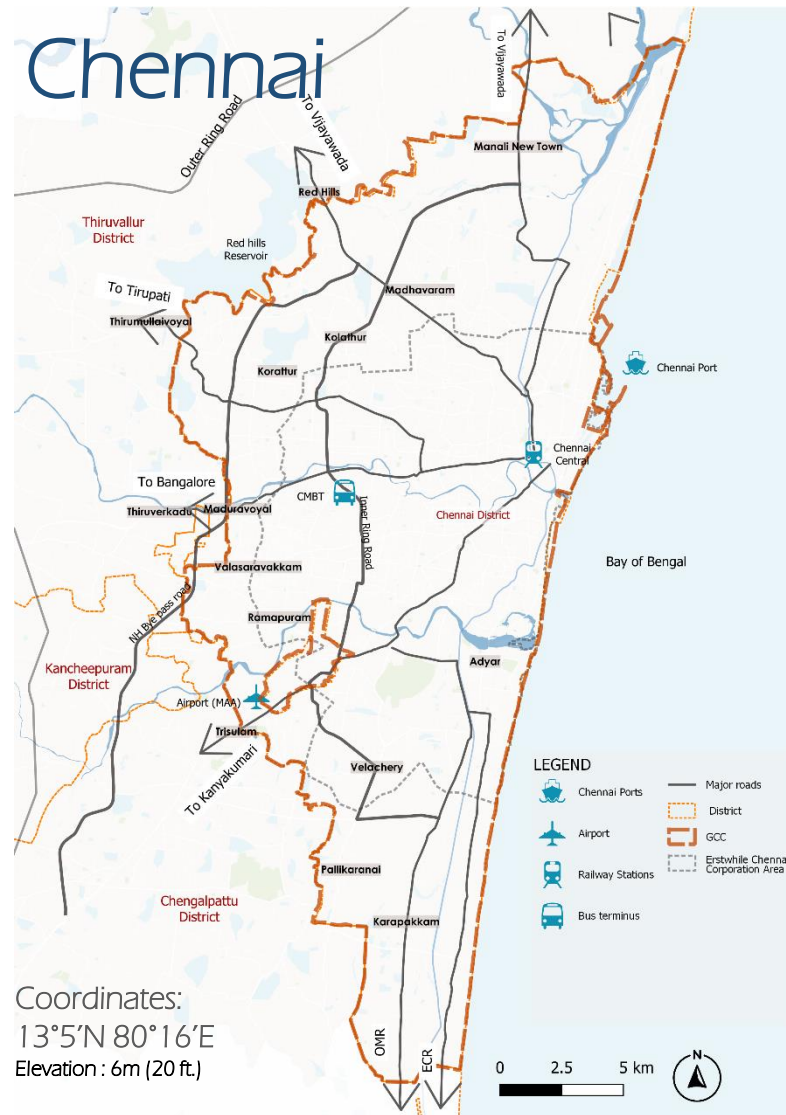 Chennai
To Vijayawada
To Vijayawada
Outer Ring Road
Manali New Town
Red Hills
Thiruvallur
District
Red hills
Reservoir
To Tirupati
Madhavaram
Thirumullaivoyal
Kolathur
Korattur
Chennai Port
Chennai
Central
To Bangalore
CMBT
Inner Ring Road
Thiruverkadu
Maduravoyal
Chennai District
Bay of Bengal
Valasaravakkam
NH Bye pass road
Ramapuram
Kancheepuram
District
Adyar
Airport (MAA)
Trisulam
To Kanyakumari
Velachery
LEGEND
Chennai Ports
Airport
Railway Stations
Bus terminus
Major roads
District
GCC
Erstwhile Chenna
Corporation Area
Pallikaranai
Chengalpattu
District
Karapakkam
Coordinates:
13°5'N 80°16'E
Elevation : 6m (20 ft.)
OMR
ECR
0 2.5 5 km
N